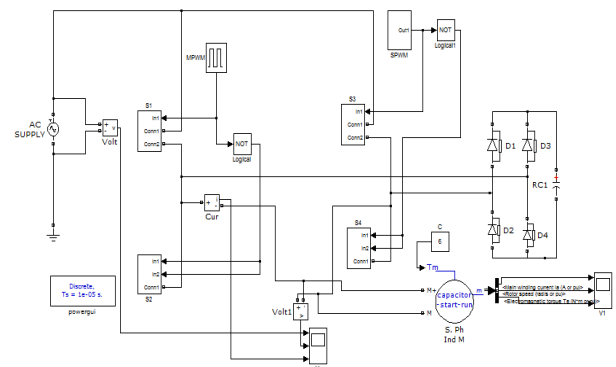 Out1
SPWM
NOT
Logical1
MPWM
S1
In1
Conn1
Conn2
S3
In1
Conn1
Conn2
AC
SUPPLY
Volt
NOT
Logical
D1
D3
RC1
D2
D4
Cur
S4
In1
In2
Conn1
C
6
In1
In2
Conn1
S2
Tm
Discrete,
Ts = 1e-05 s.
powergui
Volt1
M+
M
capacitor
-start-run
m
S. Ph
Ind M
<Main winding current Ia (A or pu)>
<Rotor speed (rad/s or pu)>
<Electromagnetic torque Te (N*m or pu)>
V1